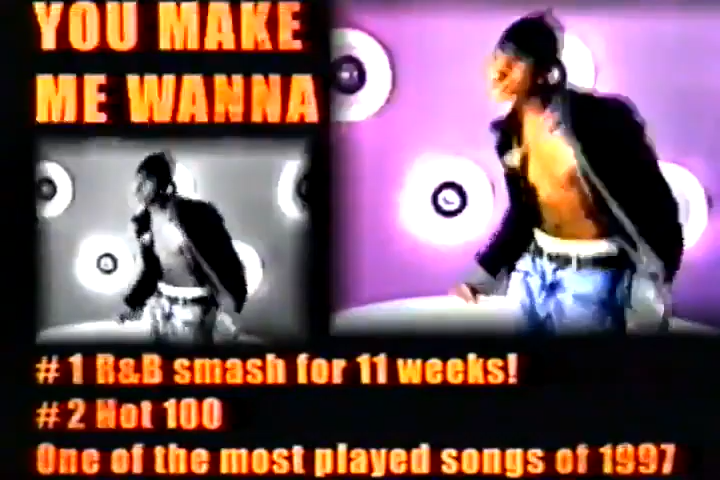 YOU MAKE
ME WANNA
# 1 R&B smash for 11 weeks!
# 2 Hot 100
One of the most played songs of 1997